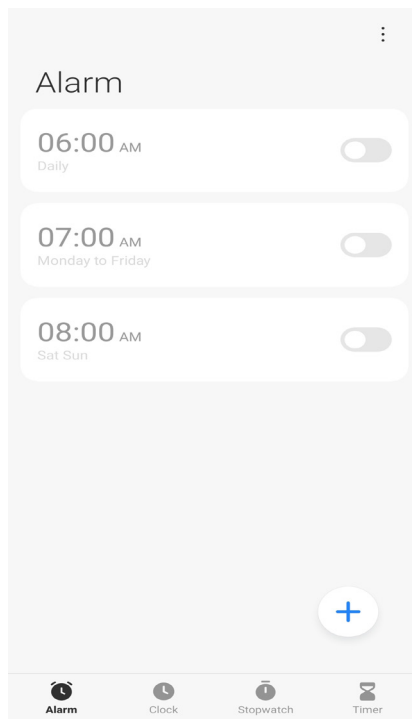 Alarm
06:00 AM
Daily
07:00 AM
Monday to Friday
08:00 AM
Sat Sun
Alarm Clock Stopwatch Timer